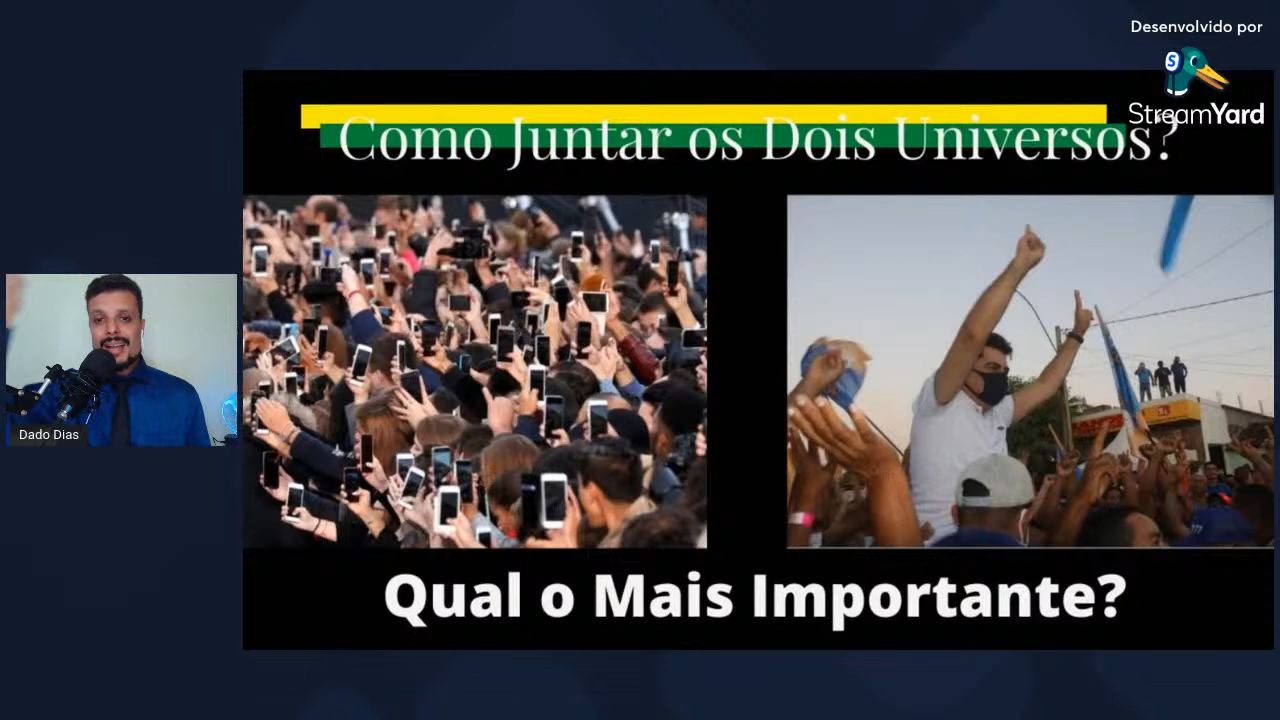 Desenvolvido por
StreamYard
Como Juntar os Dois Universos?
Dado Dias
Qual o Mais Importante?